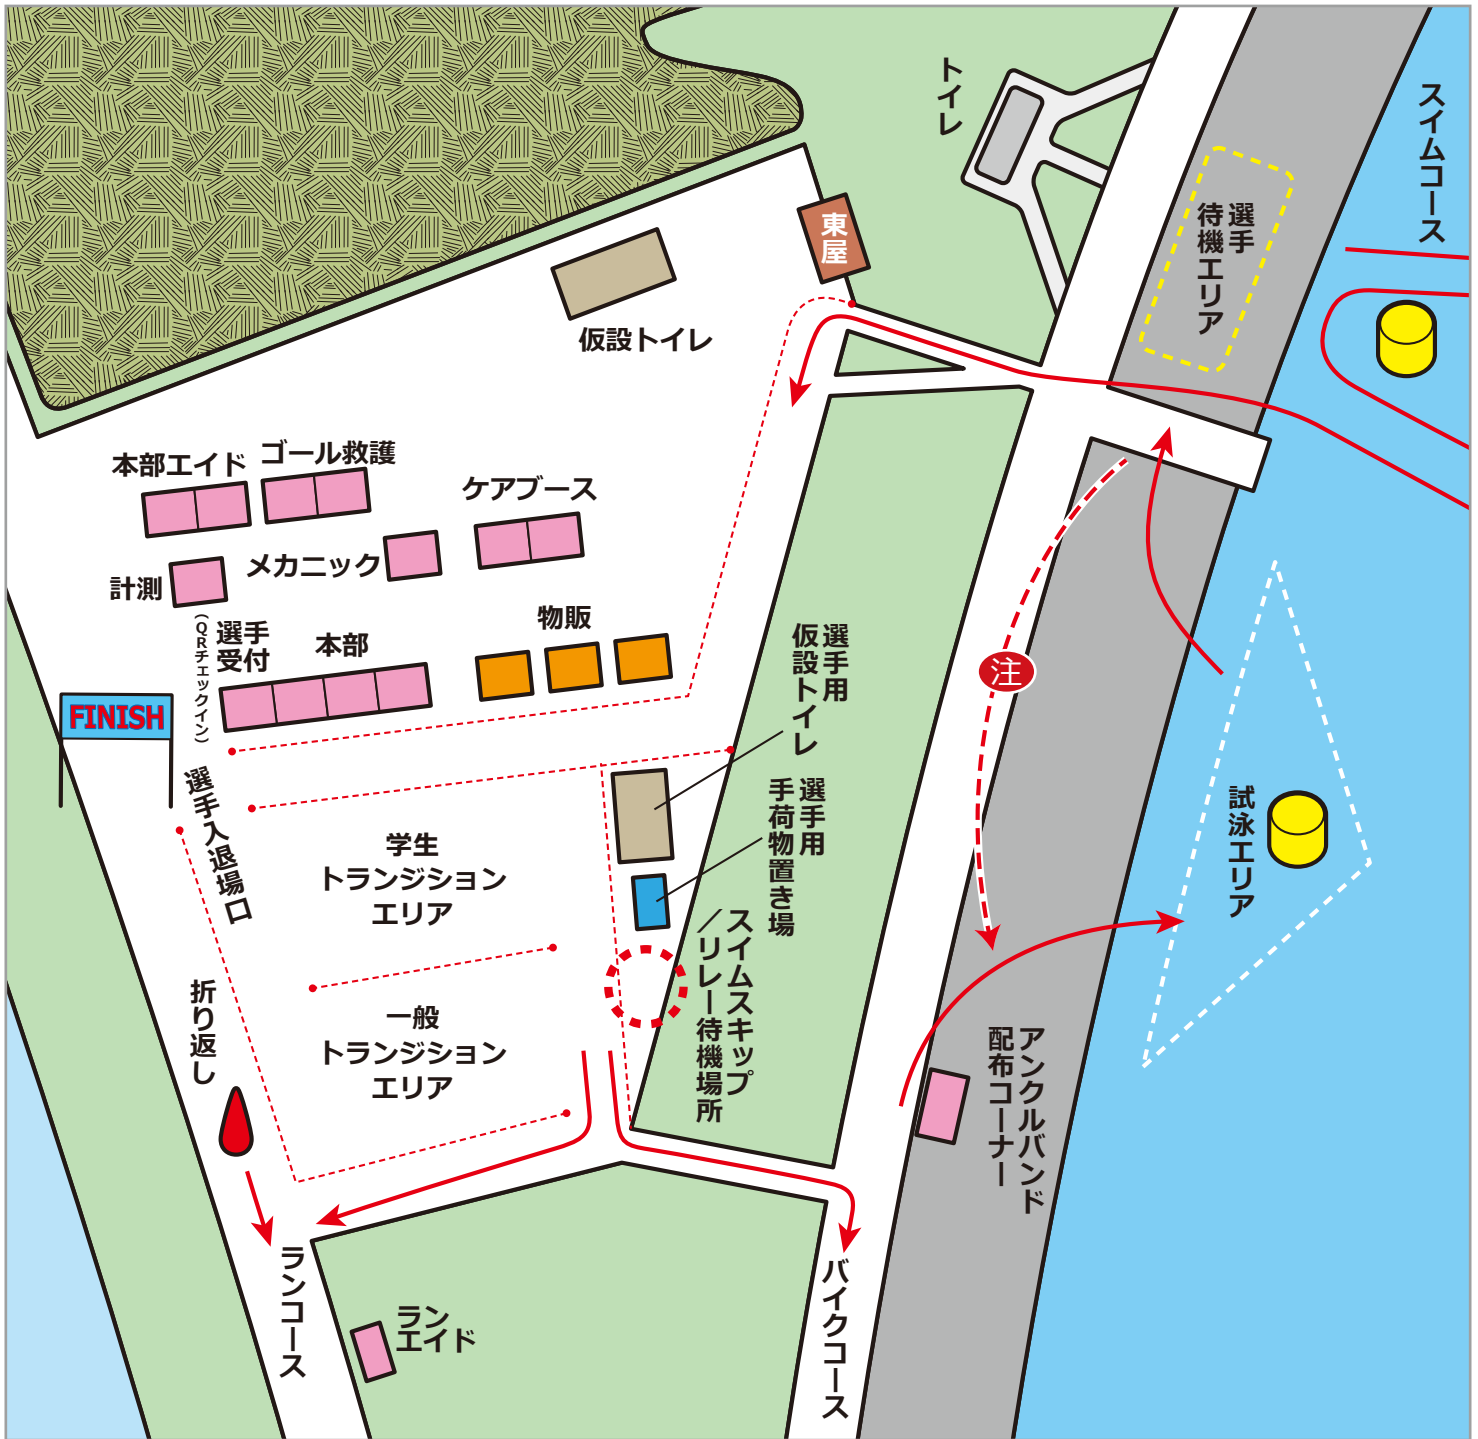 トイレ
スイムコース
選手
待機エリア
東屋
仮設トイレ
本部エイド
ゴール救護
ケアブース
メカニック
計測
(QRチェックイン)
選手
受付
本部
物販
FINISH
選手入退場口
選手用
仮設トイレ
選手用
手荷物置き場
注
試泳エリア
学生
トランジション
エリア
スイムスキップ
/リレー待機場所
一般
トランジション
エリア
折り返し
アンクルバンド
配布コーナー
ランコース
ラン
エイド
バイクコース